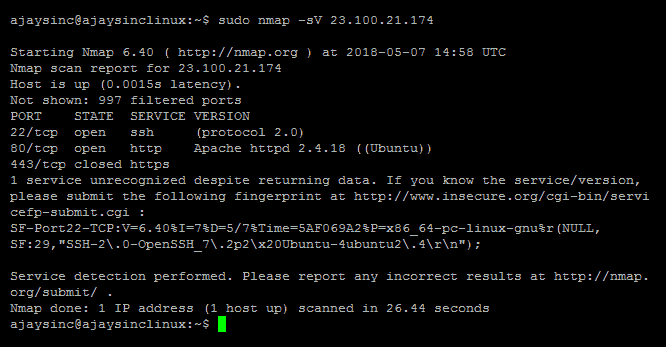 ajaysinc@ajaysinclinux:~$ sudo nmap -sV 23.100.21.174
Starting Nmap 6.40 ( http://nmap.org ) at 2018-05-07 14:58 UTC
Nmap scan report for 23.100.21.174
Host is up (0.0015s latency).
Not shown: 997 filtered ports
PORT    STATE  SERVICE VERSION
22/tcp  open   ssh     (protocol 2.0)
80/tcp  open   http    Apache httpd 2.4.18 ((Ubuntu))
443/tcp closed https
1 service unrecognized despite returning data. If you know the service/version,
please submit the following fingerprint at http://www.insecure.org/cgi-bin/servi
cefp-submit.cgi :
SF-Port22-TCP:V=6.40%I=7%D=5/7%Time=5AF069A2%P=x86_64-pc-linux-gnu%r(NULL,
SF:29,"SSH-2\.0-OpenSSH_7\.2p2\x20Ubuntu-4ubuntu2\.4\r\n");
Service detection performed. Please report any incorrect results at http://nmap.
org/submit/ .
Nmap done: 1 IP address (1 host up) scanned in 26.44 seconds
ajaysinc@ajaysinclinux:~$